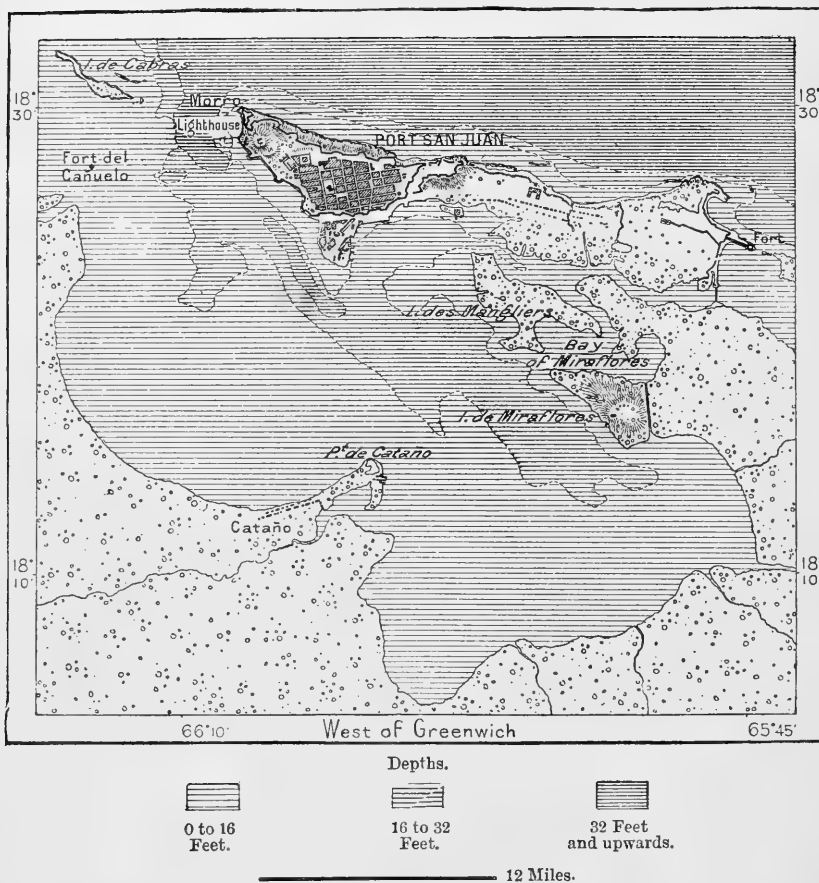 I. de Cabras
18°
30'
18°
30'
Morro
Lighthouse
PORT SAN JUAN
Fort del
Cañuelo
Fort
I. des Mangliers
Bay
of Miraflores
I. de Miraflores
Pt de Cataño
Cataño
18°
10'
18°
10'
66°10'
West of Greenwich
65°45'
Depths.
0 to 16
Feet.
16 to 32
Feet.
32 Feet
and upwards.
12 Miles.